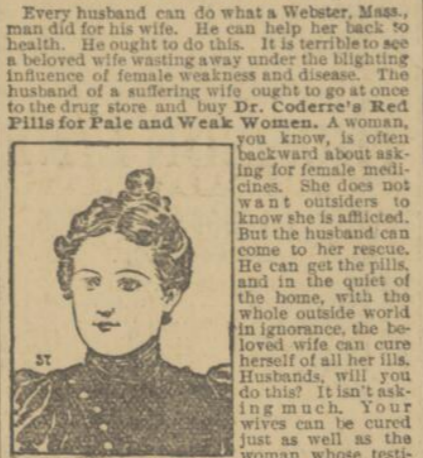 Every husband can do what a Webster, Mass.,
man did for his wife. He can help her back to
health. He ought to do this. It is terrible to see
a beloved wife wasting away under the blighting
influence of female weakness and disease. The
husband of a suffering wife ought to go at once
to the drug store and buy Dr. Coderre's Red
Pills for Pale and Weak Women. A woman,
you know, is often
backward about ask-
ing for female medi-
cines. She does not
want outsiders to
know she is afflicted.
But the husband can
come to her rescue.
He can get the pills,
and in the quiet of
the home, with the
whole outside world
in ignorance, the be-
loved wife can cure
herself of all her ills.
Husbands, will you
do this? It isn't ask-
ing much. Your
wives can be cured
just as well as the
woman whose testi-
ST